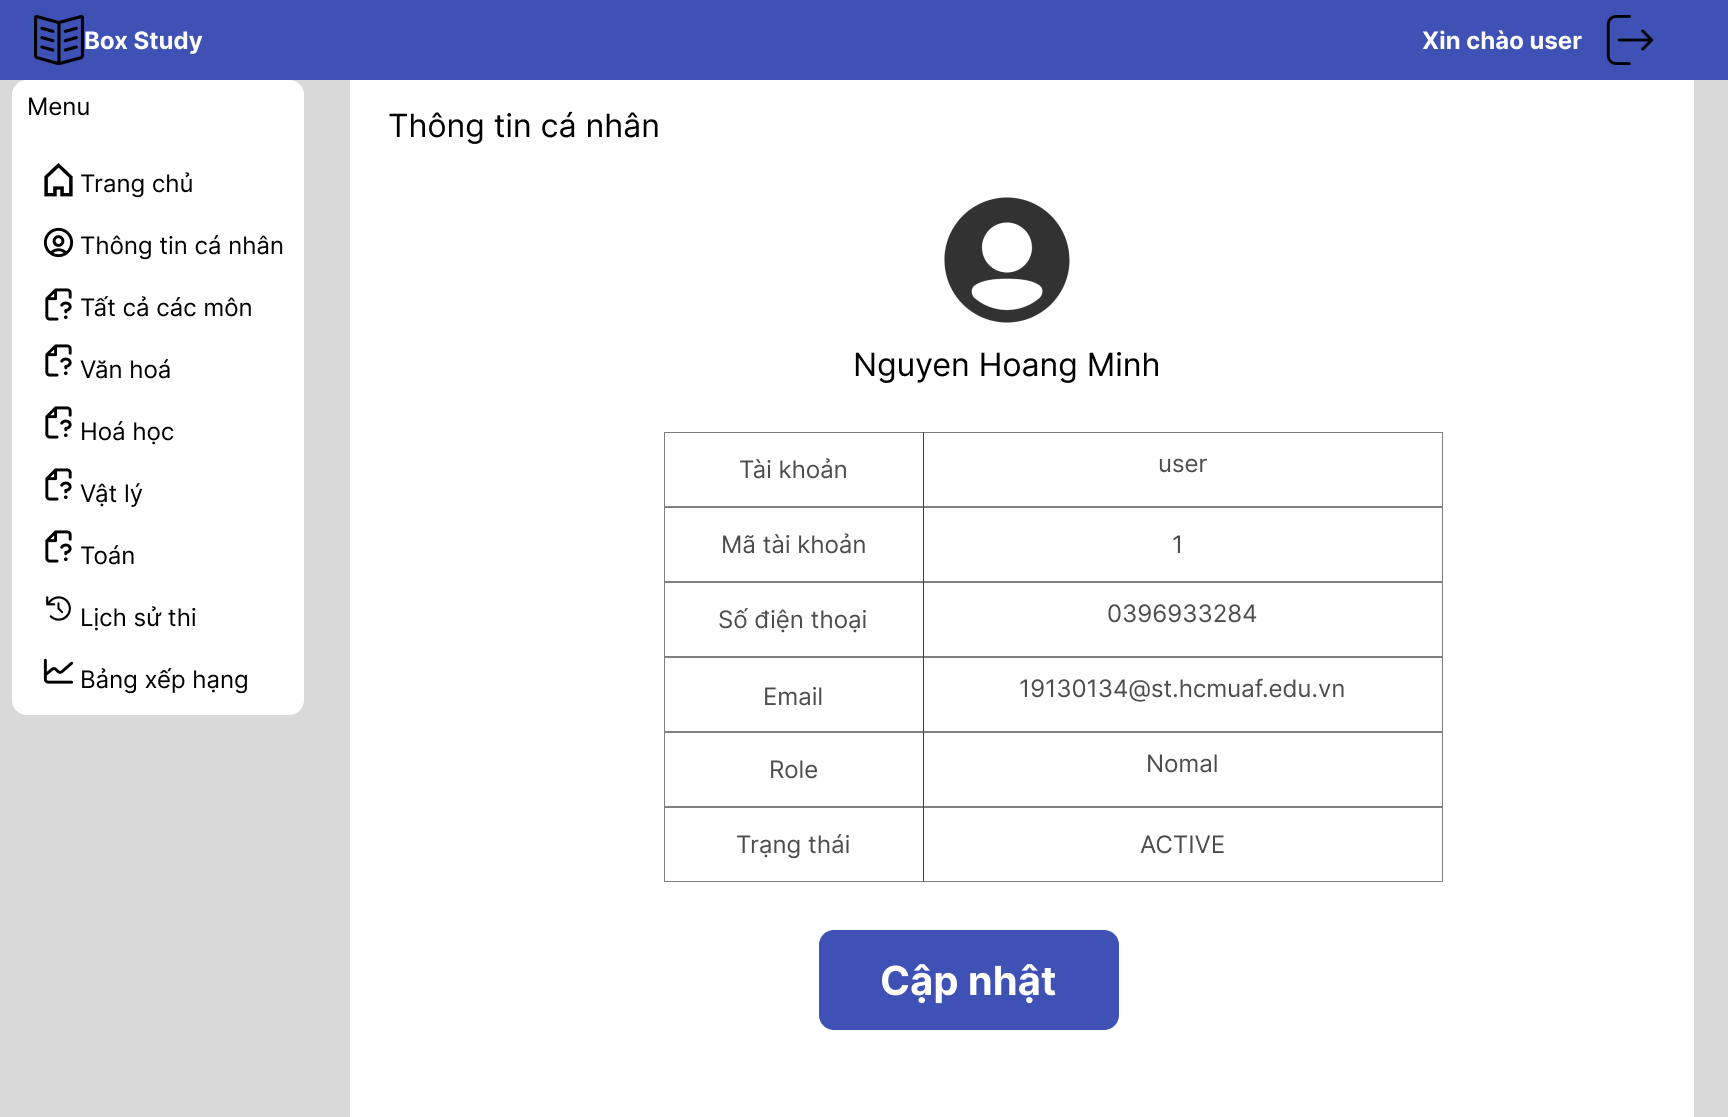 Box Study
Xin chào user
Menu
Trang chủ
Thông tin cá nhân
Tất cả các môn
Văn hoá
Hoá học
Vật lý
Toán
Lịch sử thi
Bảng xếp hạng
Thông tin cá nhân
Nguyen Hoang Minh
Tài khoản user
Mã tài khoản 1
Số điện thoại 0396933284
Email 19130134@st.hcmuaf.edu.vn
Role Nomal
Trạng thái ACTIVE
Cập nhật